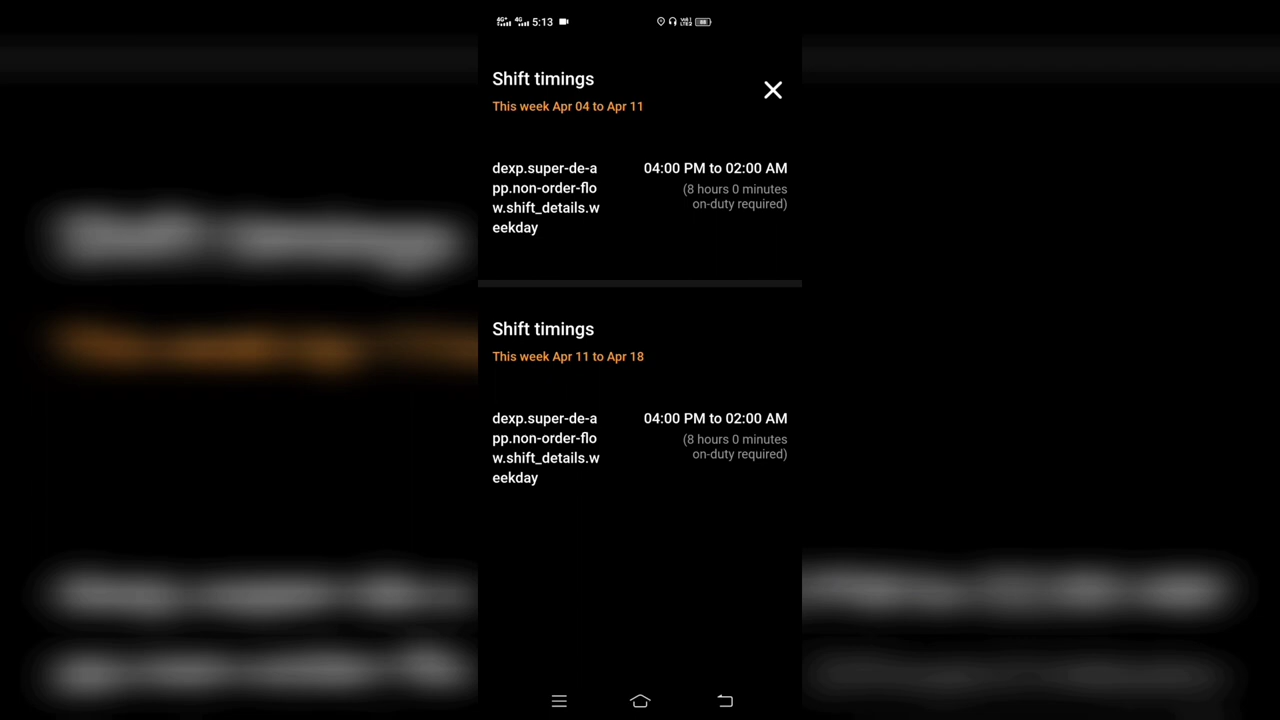 4G+ 4G 5:13
Shift timings
This week Apr 04 to Apr 11
dexp.super-de-a
pp.non-order-flo
w.shift_details.w
eekday
04:00 PM to 02:00 AM
(8 hours 0 minutes
on-duty required)
Shift timings
This week Apr 11 to Apr 18
dexp.super-de-a
pp.non-order-flo
w.shift_details.w
eekday
04:00 PM to 02:00 AM
(8 hours 0 minutes
on-duty required)